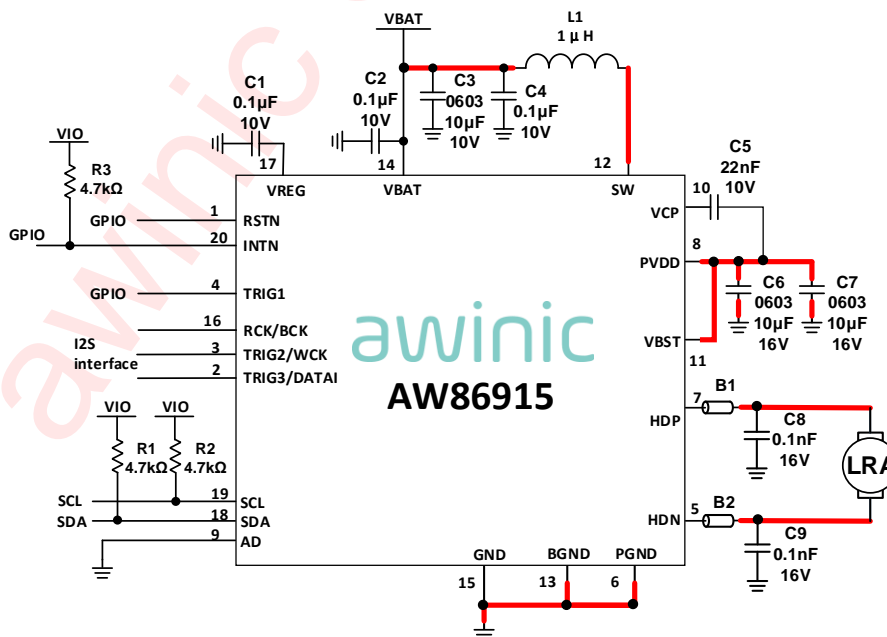 VBAT
L1
1 µ H
C1
0.1µF
10V
C2
0.1µF
10V
C3
0603
10µF
10V
C4
0.1µF
10V
VIO
R3
4.7kΩ
17
14
12
C5
22nF
10V
VREG
VBAT
SW
10
VCP
GPIO
1
RSTN
GPIO
20
INTN
8
PVDD
GPIO
4
TRIG1
C6
0603
10µF
16V
C7
0603
10µF
16V
16
RCK/BCK
I2S
interface
3
TRIG2/WCK
2
TRIG3/DATAI
awinic
AW86915
VBST
11
7
B1
HDP
C8
0.1nF
16V
LRA
VIO
VIO
R1
4.7kΩ
R2
4.7kΩ
SCL
19
SCL
SDA
18
SDA
9
AD
5
B2
HDN
C9
0.1nF
16V
GND
BGND
PGND
15
13
6
awinic